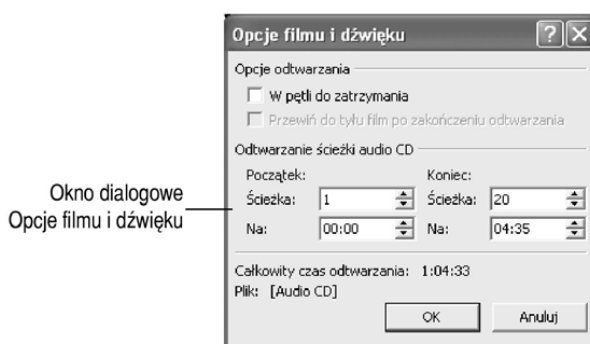 Opcje filmu i dźwięku
Opcje odtwarzania
W pętli do zatrzymania
Przewiń do tyłu film po zakończeniu odtwarzania
Odtwarzanie ścieżki audio CD
Początek: Koniec:
Ścieżka: 1 Ścieżka: 20
Na: 00:00 Na: 04:35
Całkowity czas odtwarzania: 1:04:33
Plik: [Audio CD]
OK Anuluj
Okno dialogowe
Opcje filmu i dźwięku